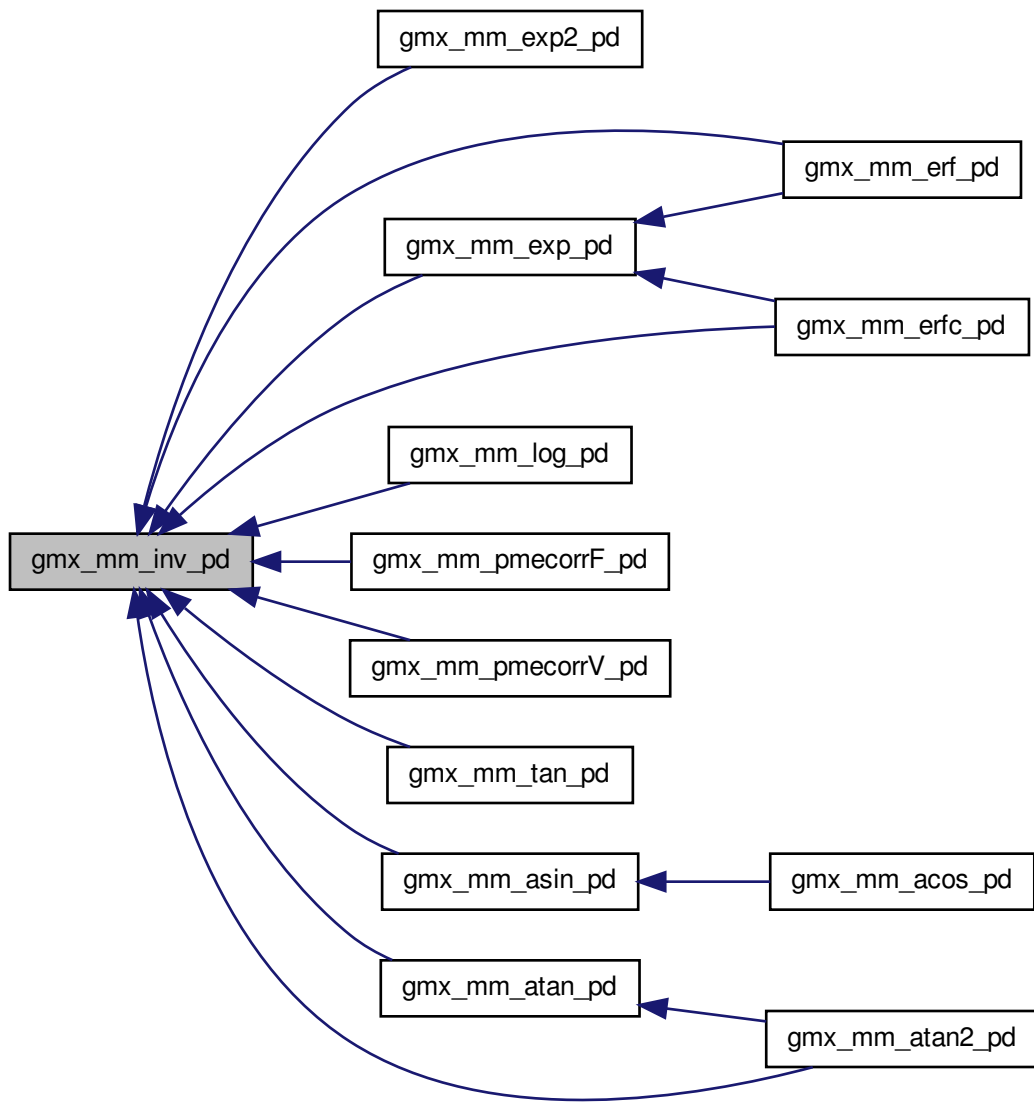 gmx_mm_exp2_pd
gmx_mm_erf_pd
gmx_mm_exp_pd
gmx_mm_erfc_pd
gmx_mm_log_pd
gmx_mm_inv_pd
gmx_mm_pmecorrF_pd
gmx_mm_pmecorrV_pd
gmx_mm_tan_pd
gmx_mm_asin_pd
gmx_mm_acos_pd
gmx_mm_atan_pd
gmx_mm_atan2_pd